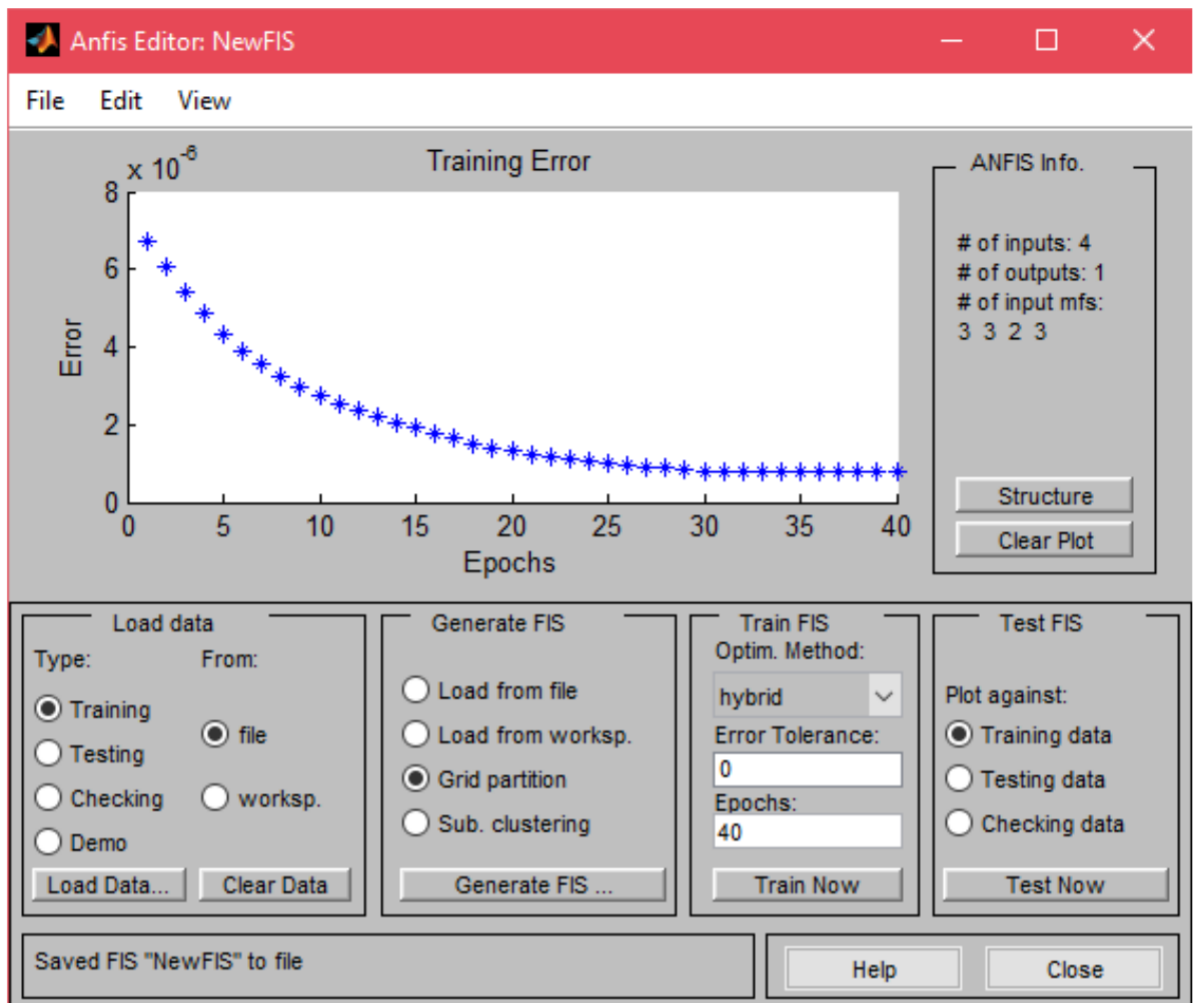 Anfis Editor: NewFIS
File Edit View
x 10^-6
Training Error
8
6
4
2
0
Error
0 5 10 15 20 25 30 35 40
Epochs
ANFIS Info.
# of inputs: 4
# of outputs: 1
# of input mfs:
3 3 2 3
Structure
Clear Plot
Load data
Type: From:
Training
file
Testing
Checking
worksp.
Demo
Load Data... Clear Data
Generate FIS
Load from file
Load from worksp.
Grid partition
Sub. clustering
Generate FIS ...
Train FIS
Optim. Method:
hybrid
Error Tolerance:
0
Epochs:
40
Train Now
Test FIS
Plot against:
Training data
Testing data
Checking data
Test Now
Saved FIS "NewFIS" to file
Help Close